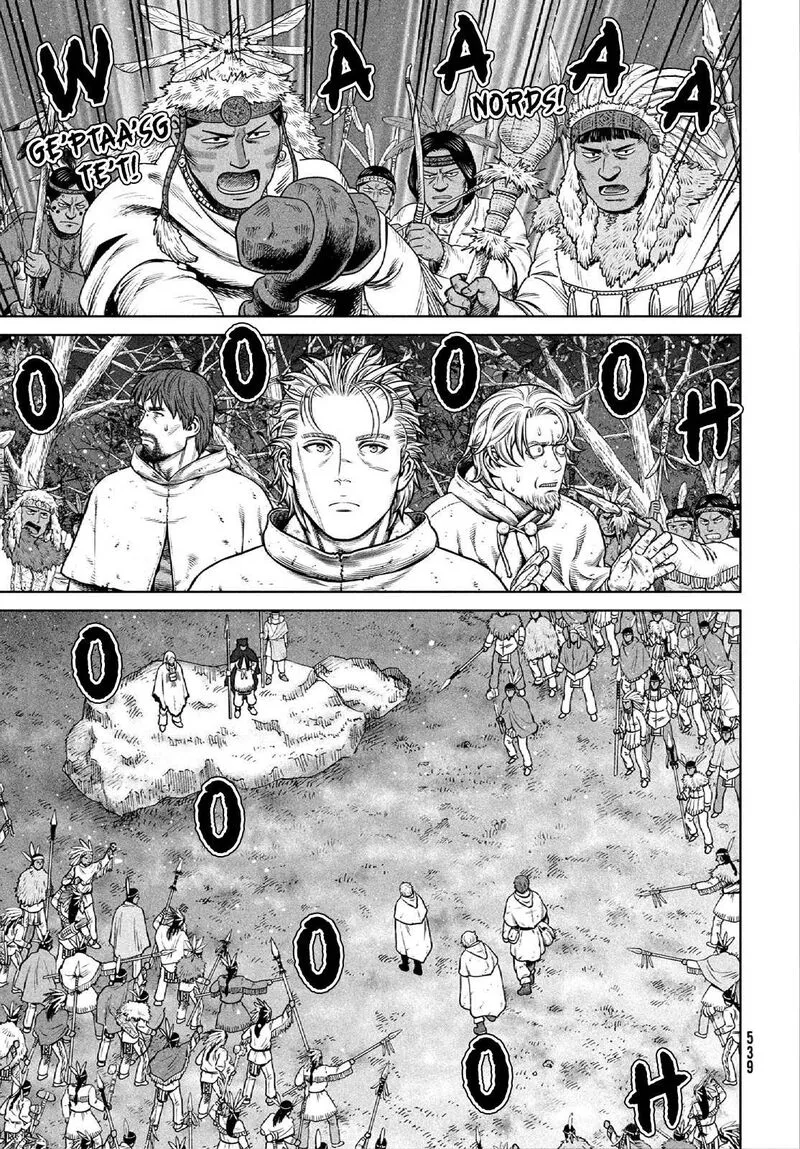 W A A A A
GE'PTAA'SG
TE'T!
NORDS!
O O O O H
O O O O H
539